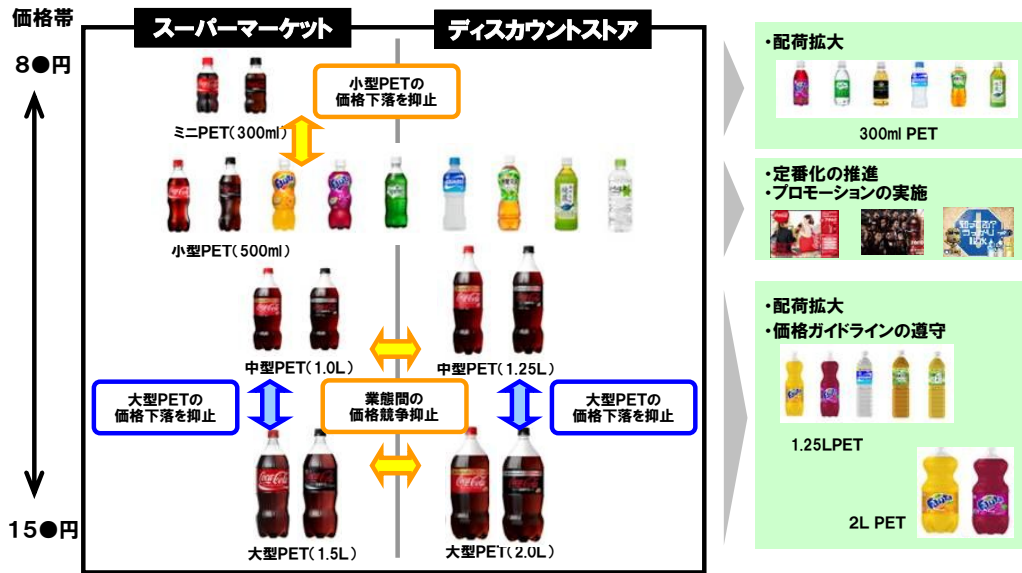 価格帯
8●円
15●円
スーパーマーケット
ディスカウントストア
小型PETの
価格下落を抑止
ミニPET(300ml)
小型PET(500ml)
中型PET(1.0L)
中型PET(1.25L)
大型PETの
価格下落を抑止
業態間の
価格競争抑止
大型PETの
価格下落を抑止
大型PET(1.5L)
大型PET(2.0L)
・配荷拡大
300ml PET
・定番化の推進
・プロモーションの実施
・配荷拡大
・価格ガイドラインの遵守
1.25LPET
2L PET